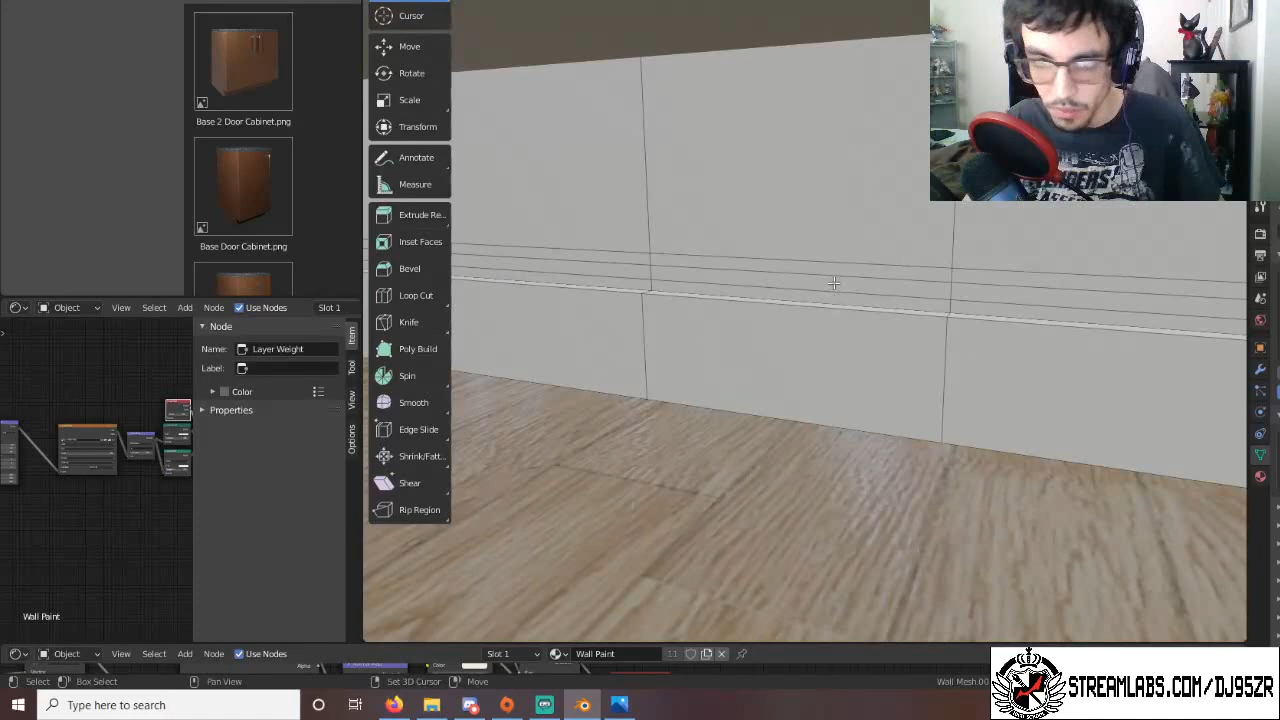 Cursor
Move
Rotate
Scale
Transform
Annotate
Measure
Extrude Re...
Inset Faces
Bevel
Loop Cut
Knife
Poly Build
Spin
Smooth
Edge Slide
Shrink/Fatt...
Shear
Rip Region
Base 2 Door Cabinet.png
Base Door Cabinet.png
Object View Select Add Node Use Nodes Slot 1
Node
Name: Layer Weight
Label:
Color
Properties
Item
Tool
View
Options
Wall Paint
Object View Select Add Node Use Nodes Slot 1 Wall Paint 11
Alpha
Color
Select Box Select Pan View Set 3D Cursor Move Wall Mesh.00
Type here to search
STREAMLABS.COM/DJ95ZR